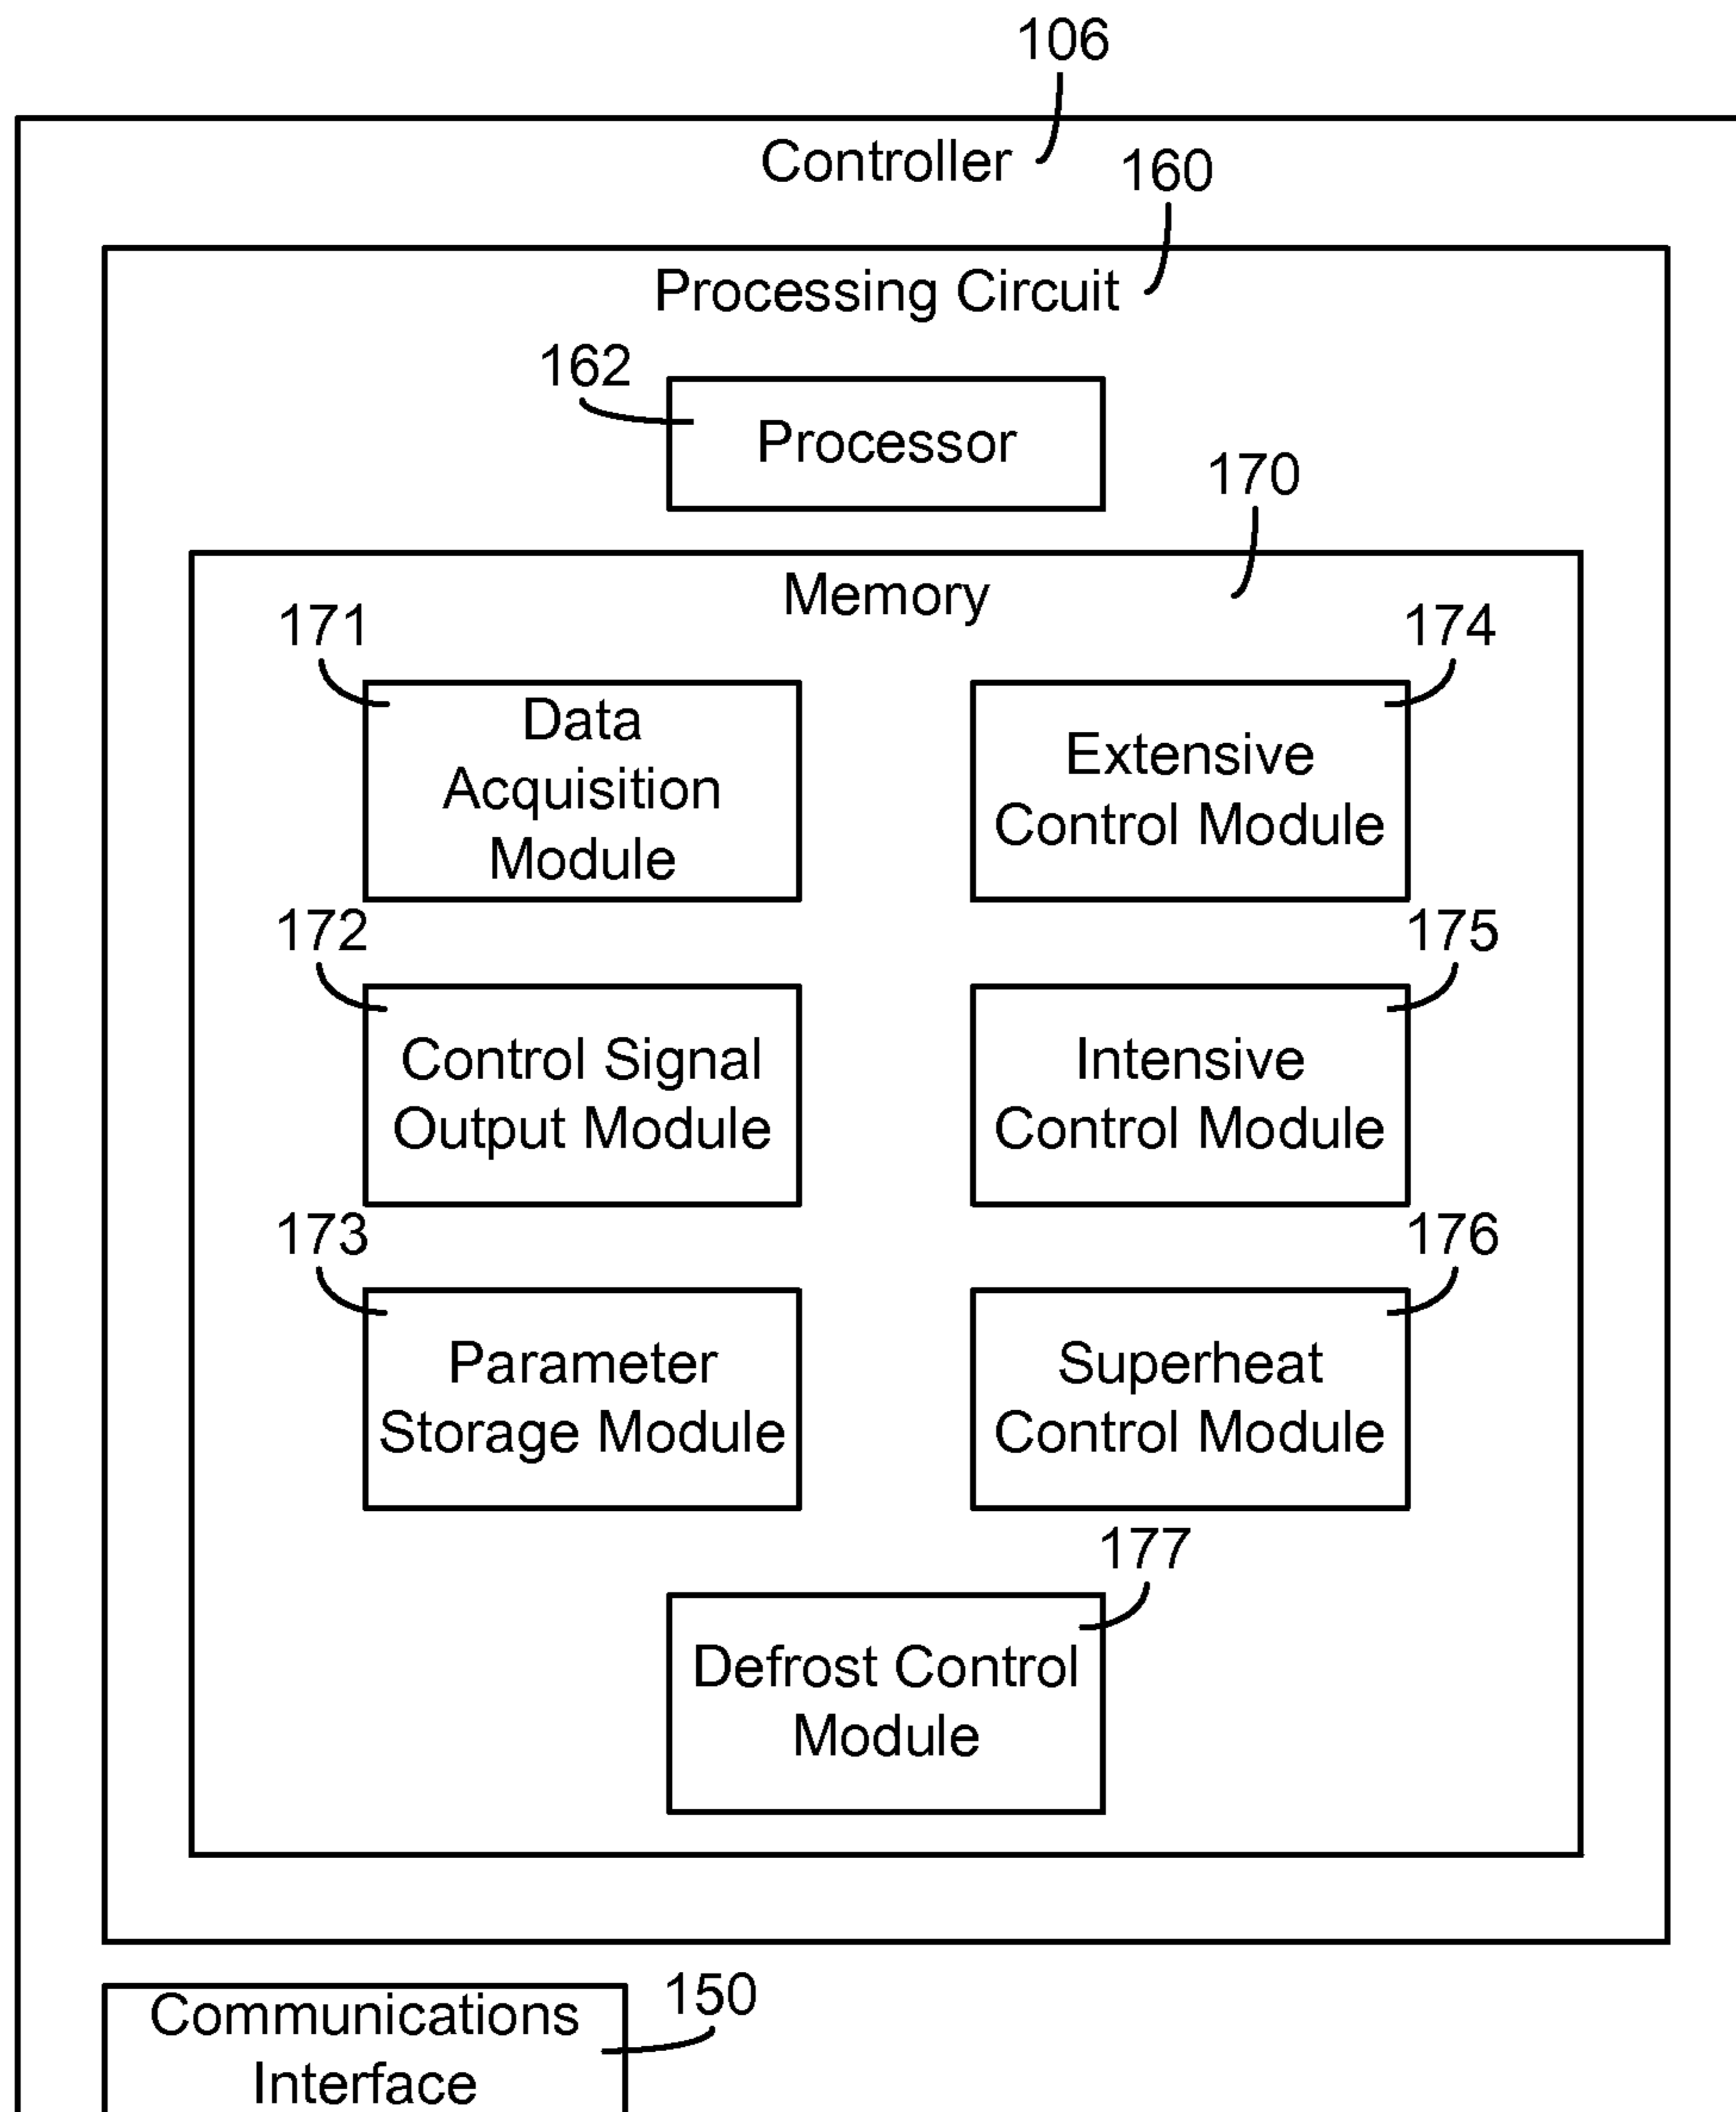 106
Controller
160
Processing Circuit
162
Processor
170
Memory
171
Data
Acquisition
Module
174
Extensive
Control Module
172
Control Signal
Output Module
175
Intensive
Control Module
173
Parameter
Storage Module
176
Superheat
Control Module
177
Defrost Control
Module
150
Communications
Interface